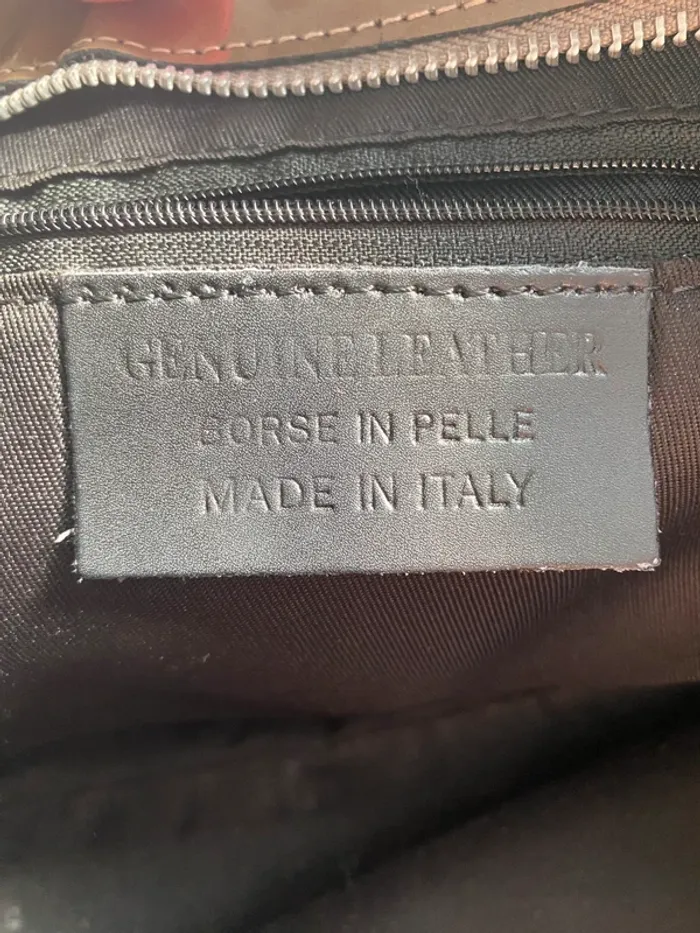 GENUINE LEATHER
BORSE IN PELLE
MADE IN ITALY